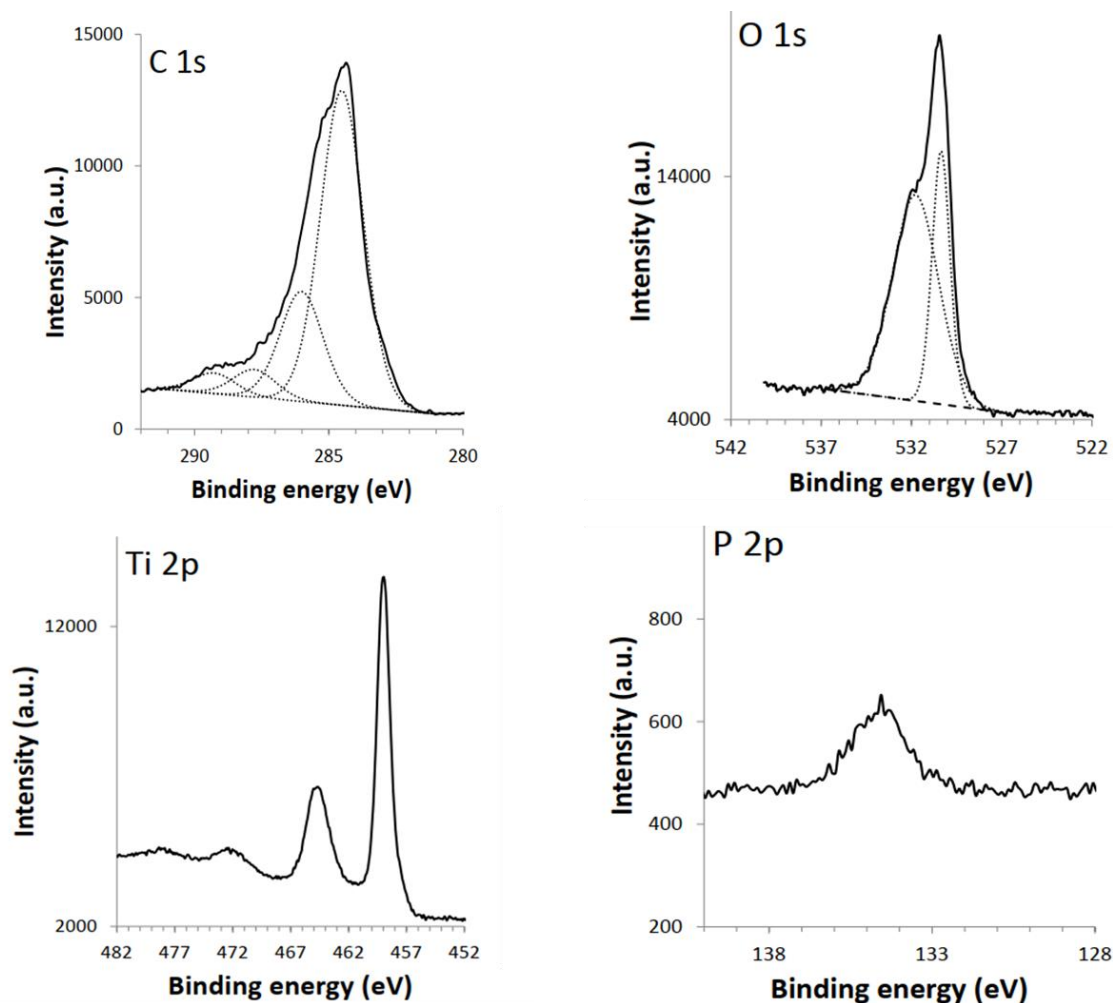 C 1s
Intensity (a.u.)
15000
10000
5000
0
290
285
280
Binding energy (eV)
O 1s
Intensity (a.u.)
14000
4000
542
537
532
527
522
Binding energy (eV)
Ti 2p
Intensity (a.u.)
12000
2000
482
477
472
467
462
457
452
Binding energy (eV)
P 2p
Intensity (a.u.)
800
600
400
200
138
133
128
Binding energy (eV)